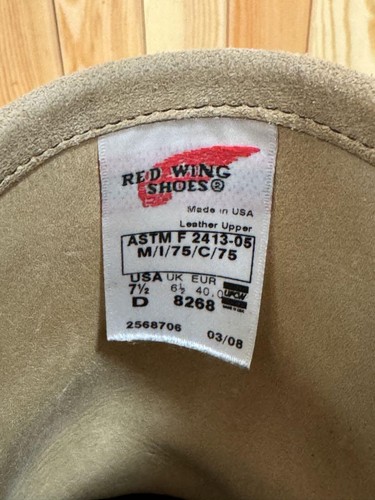 RED WING
SHOES®
Made in USA
Leather Upper
ASTM F 2413-05
M/I/75/C/75
USA UK EUR
7½ 6½ 40.0
D 8268
2568706 03/08